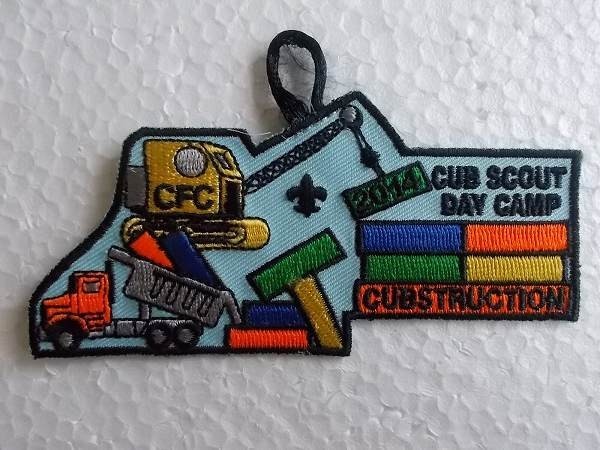 CFC
2014
CUB SCOUT
DAY CAMP
CUBSTRUCTION